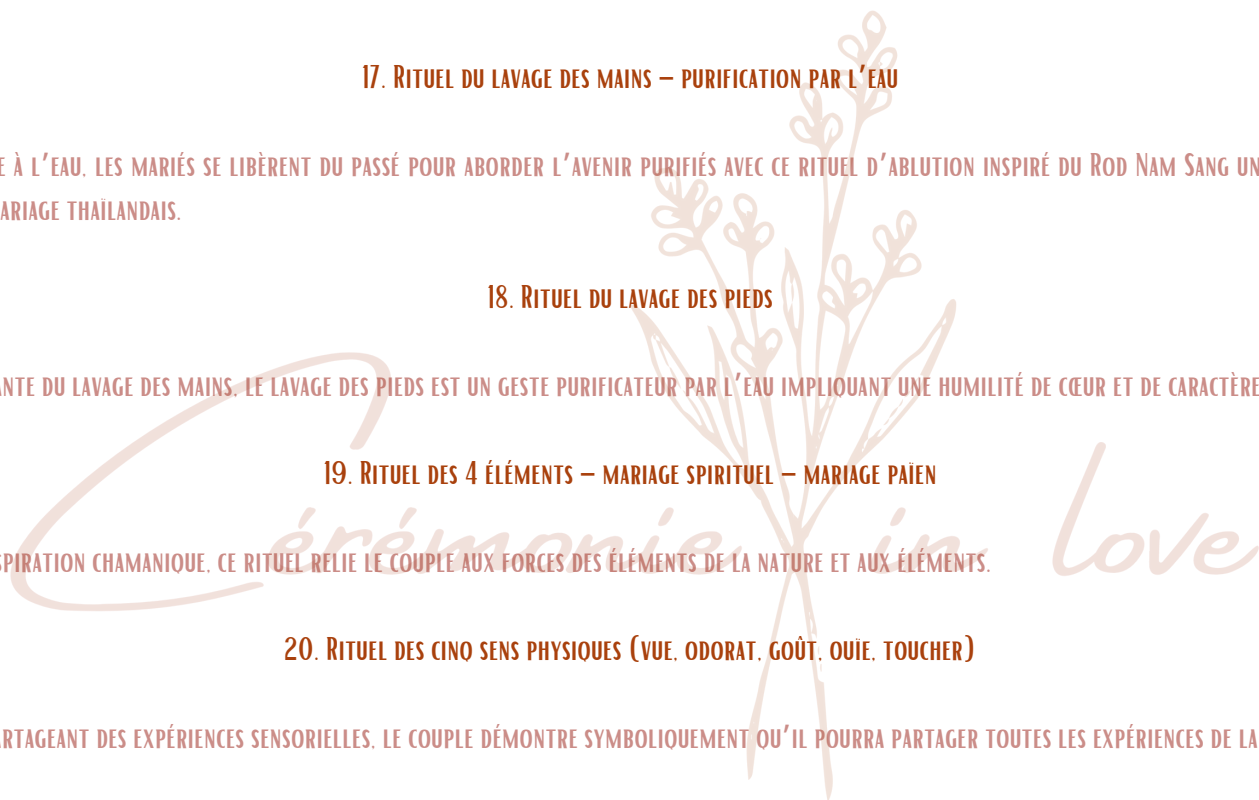 17. Rituel du lavage des mains – purification par l'eau
e à l'eau, les mariés se libèrent du passé pour aborder l'avenir purifiés avec ce rituel d'ablution inspiré du Rod Nam Sang un
ariage thaïlandais.
18. Rituel du lavage des pieds
ante du lavage des mains, le lavage des pieds est un geste purificateur par l'eau impliquant une humilité de cœur et de caractère
19. Rituel des 4 éléments – mariage spirituel – mariage païen
Cérémonie in love
spiration chamanique, ce rituel relie le couple aux forces des éléments de la nature et aux éléments.
20. Rituel des cinq sens physiques (vue, odorat, goût, ouïe, toucher)
artageant des expériences sensorielles, le couple démontre symboliquement qu'il pourra partager toutes les expériences de la